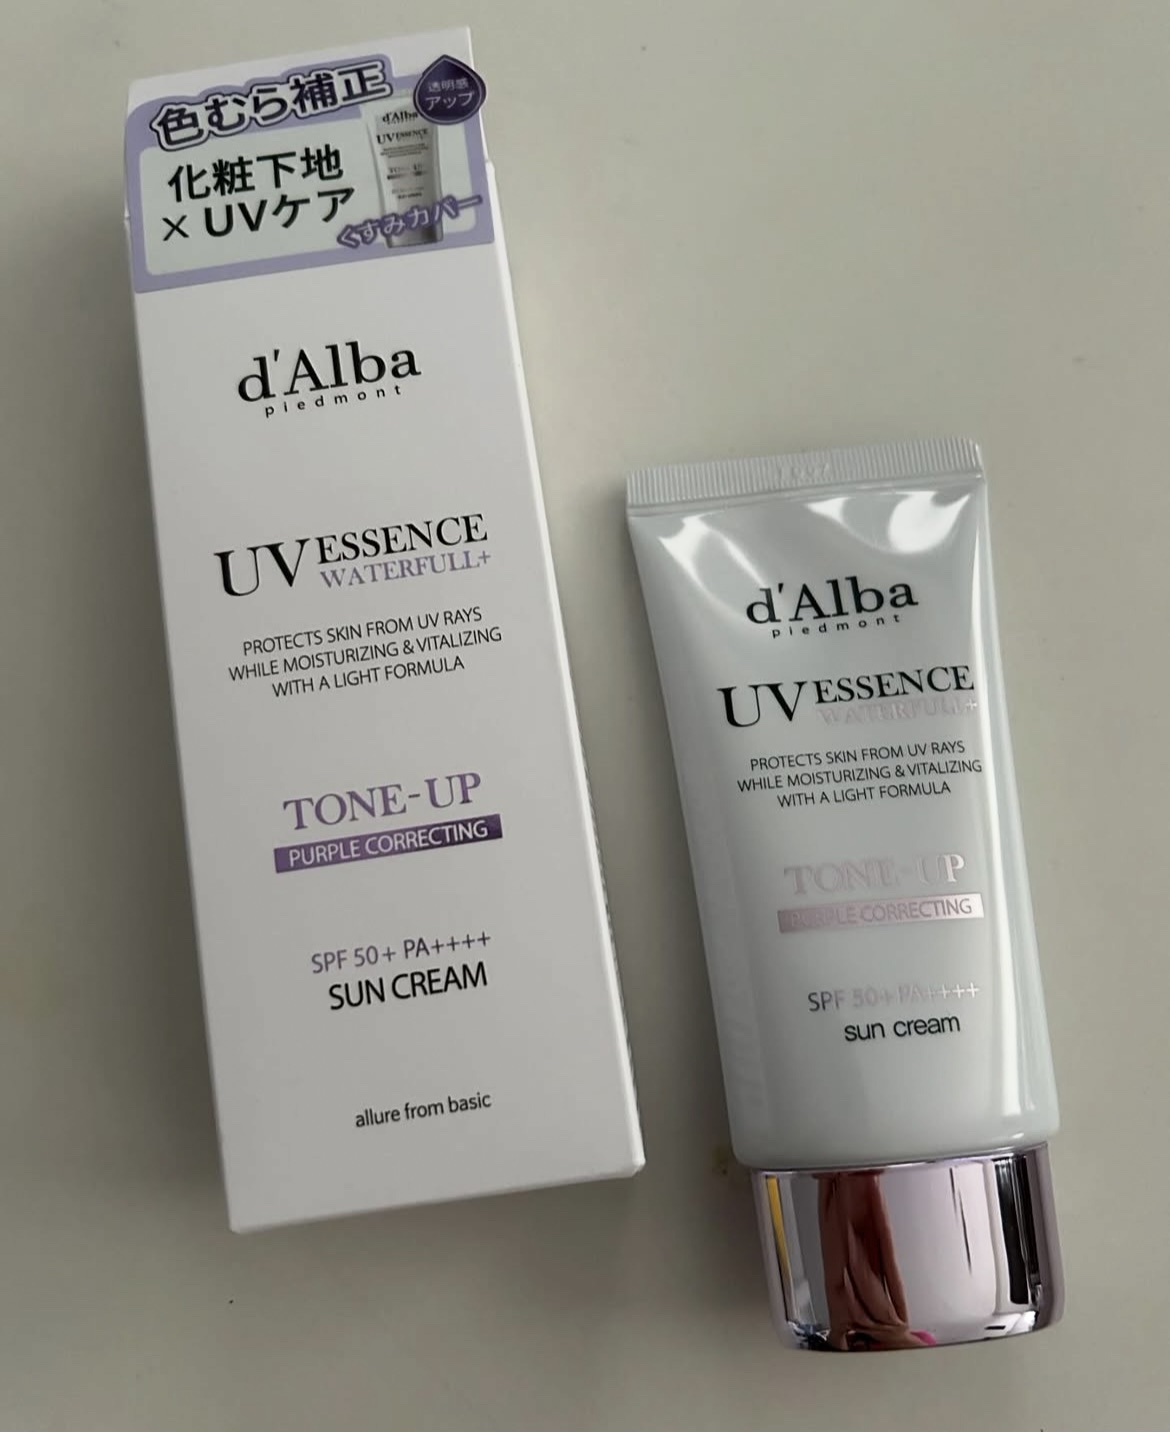 色むら補正
透明感
アップ
化粧下地
×UVケア
くすみカバー
d'Alba
UV ESSENCE
d'Alba
piedmont
UV ESSENCE
WATERFULL+
PROTECTS SKIN FROM UV RAYS
WHILE MOISTURIZING & VITALIZING
WITH A LIGHT FORMULA
TONE-UP
PURPLE CORRECTING
SPF 50+ PA++++
SUN CREAM
allure from basic
d'Alba
piedmont
UV ESSENCE
WATERFULL+
PROTECTS SKIN FROM UV RAYS
WHILE MOISTURIZING & VITALIZING
WITH A LIGHT FORMULA
TONE-UP
PURPLE CORRECTING
SPF 50+ PA++++
sun cream